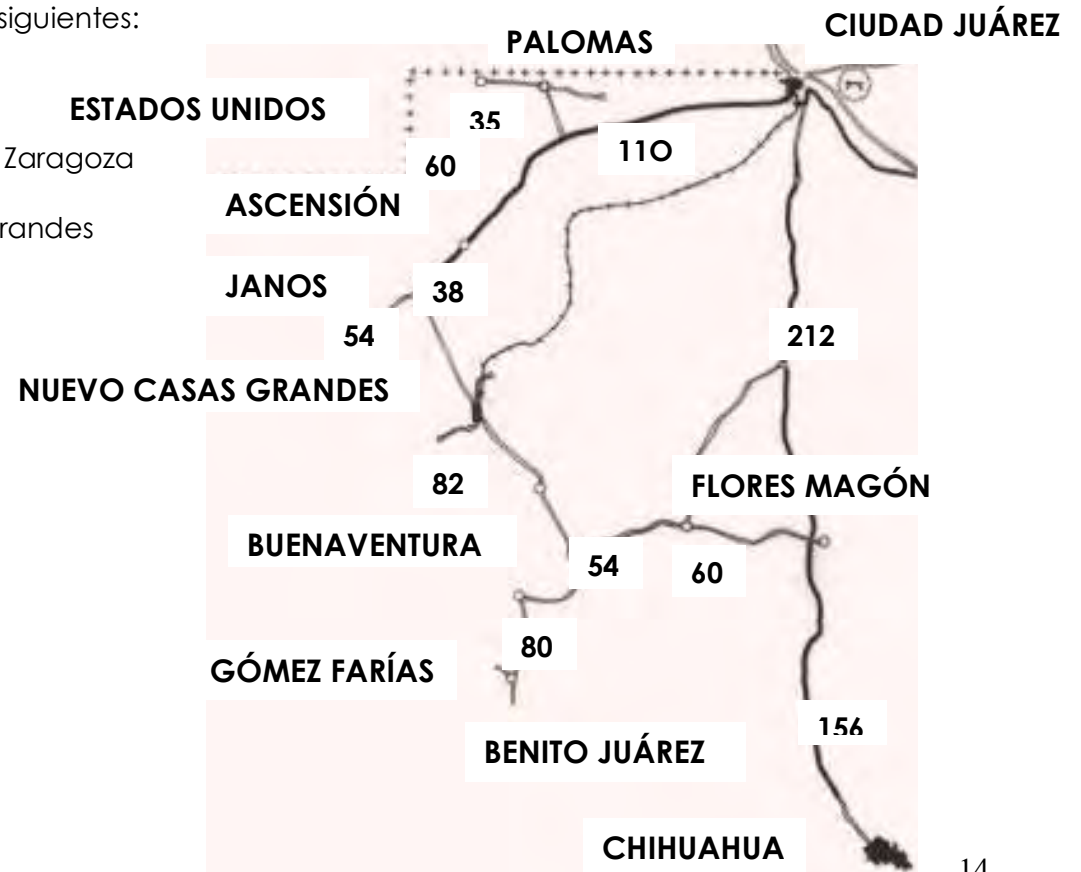 siguientes:
CIUDAD JUÁREZ
PALOMAS
ESTADOS UNIDOS
35
11O
Zaragoza
60
ASCENSIÓN
randes
JANOS
38
54
212
NUEVO CASAS GRANDES
82
FLORES MAGÓN
BUENAVENTURA
54
60
80
GÓMEZ FARÍAS
156
BENITO JUÁREZ
CHIHUAHUA
14